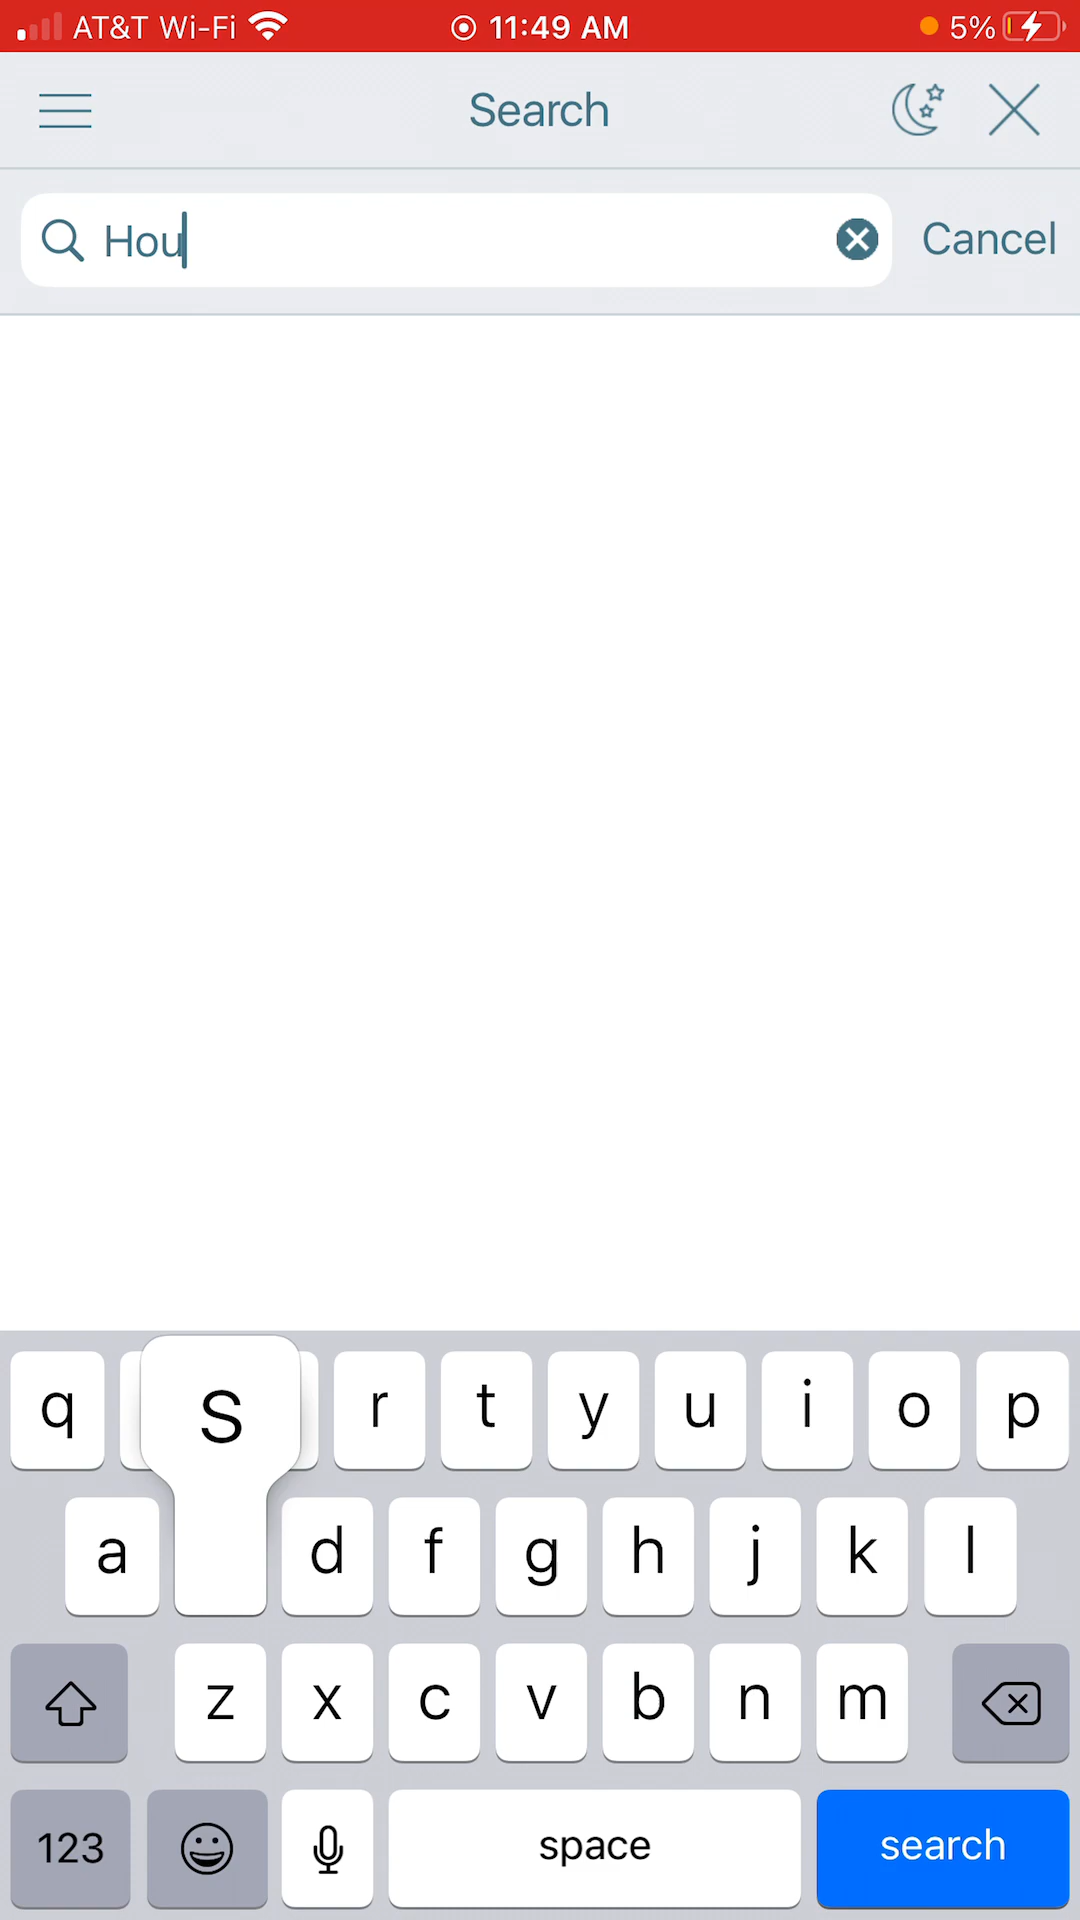 AT&T Wi-Fi 11:49 AM 5%
Search
Hou Cancel
q s r t y u i o p
a d f g h j k l
z x c v b n m
123 space search